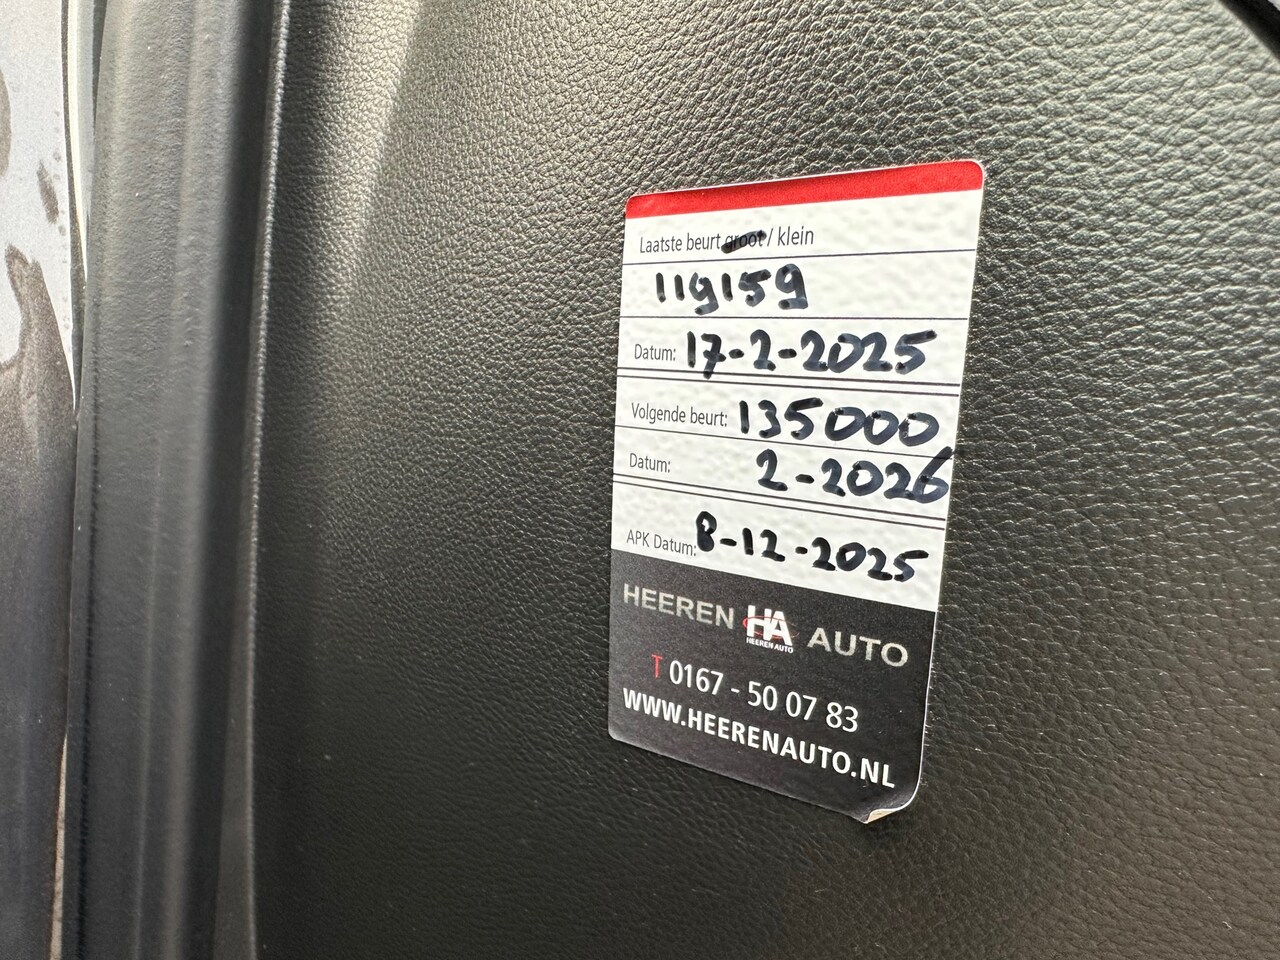 Laatste beurt groot / klein
119159
Datum: 17-2-2025
Volgende beurt: 135000
Datum: 2-2026
APK Datum: 8-12-2025
HEEREN HA AUTO
HEEREN AUTO
T 0167 - 50 07 83
WWW.HEERENAUTO.NL